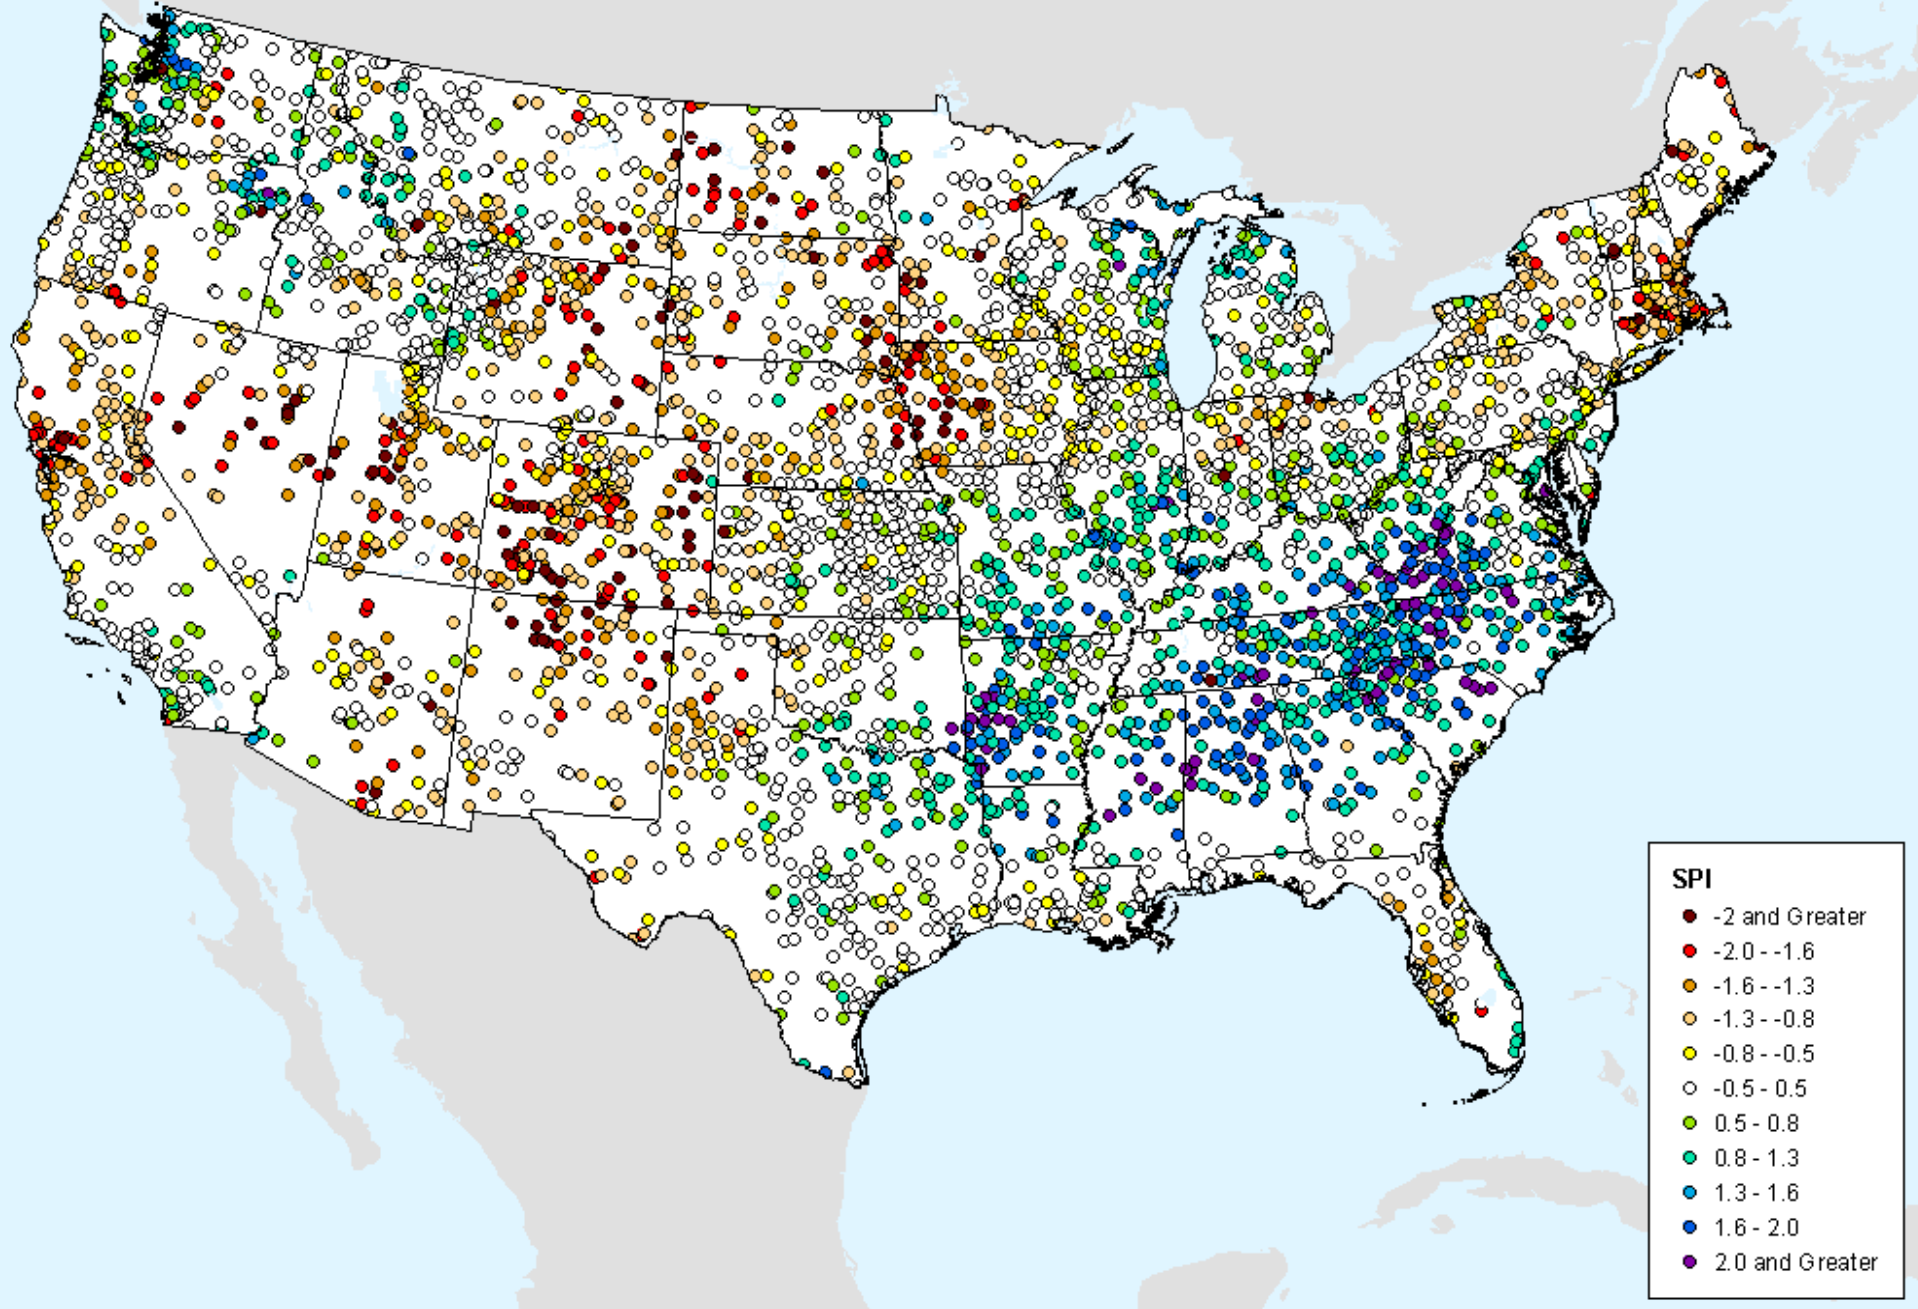 SPI
-2 and Greater
-2.0 - -1.6
-1.6 - -1.3
-1.3 - -0.8
-0.8 - -0.5
-0.5 - 0.5
0.5 - 0.8
0.8 - 1.3
1.3 - 1.6
1.6 - 2.0
2.0 and Greater